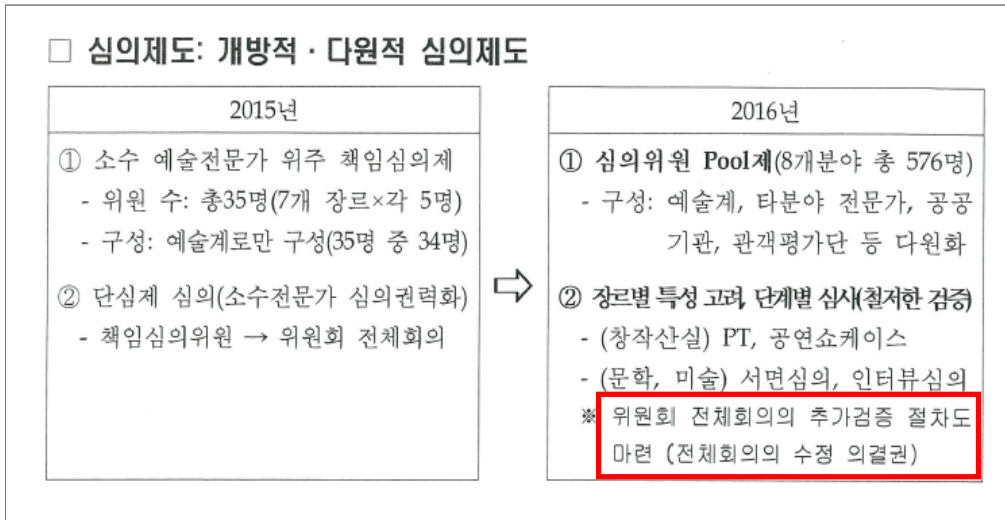 □ 심의제도: 개방적 · 다원적 심의제도
2015년
① 소수 예술전문가 위주 책임심의제
- 위원 수: 총35명(7개 장르×각 5명)
- 구성: 예술계로만 구성(35명 중 34명)
② 단심제 심의(소수전문가 심의권력화)
- 책임심의위원 → 위원회 전체회의
⇨
2016년
① 심의위원 Pool제(8개분야 총 576명)
- 구성: 예술계, 타분야 전문가, 공공
기관, 관객평가단 등 다원화
② 장르별 특성 고려, 단계별 심사(철저한 검증)
- (창작산실) PT, 공연쇼케이스
- (문학, 미술) 서면심의, 인터뷰심의
※ 위원회 전체회의의 추가검증 절차도
마련 (전체회의의 수정 의결권)